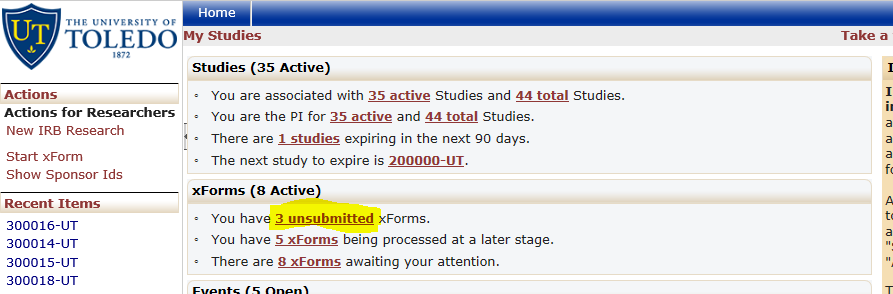 THE UNIVERSITY OF
TOLEDO
1872
UT
Home
My Studies
Take a
Actions
Actions for Researchers
New IRB Research
Start xForm
Show Sponsor Ids
Recent Items
300016-UT
300014-UT
300015-UT
300018-UT
Studies (35 Active)
You are associated with 35 active Studies and 44 total Studies.
You are the PI for 35 active and 44 total Studies.
There are 1 studies expiring in the next 90 days.
The next study to expire is 200000-UT.
xForms (8 Active)
You have 3 unsubmitted xForms.
You have 5 xForms being processed at a later stage.
There are 8 xForms awaiting your attention.
Events (5 Open)